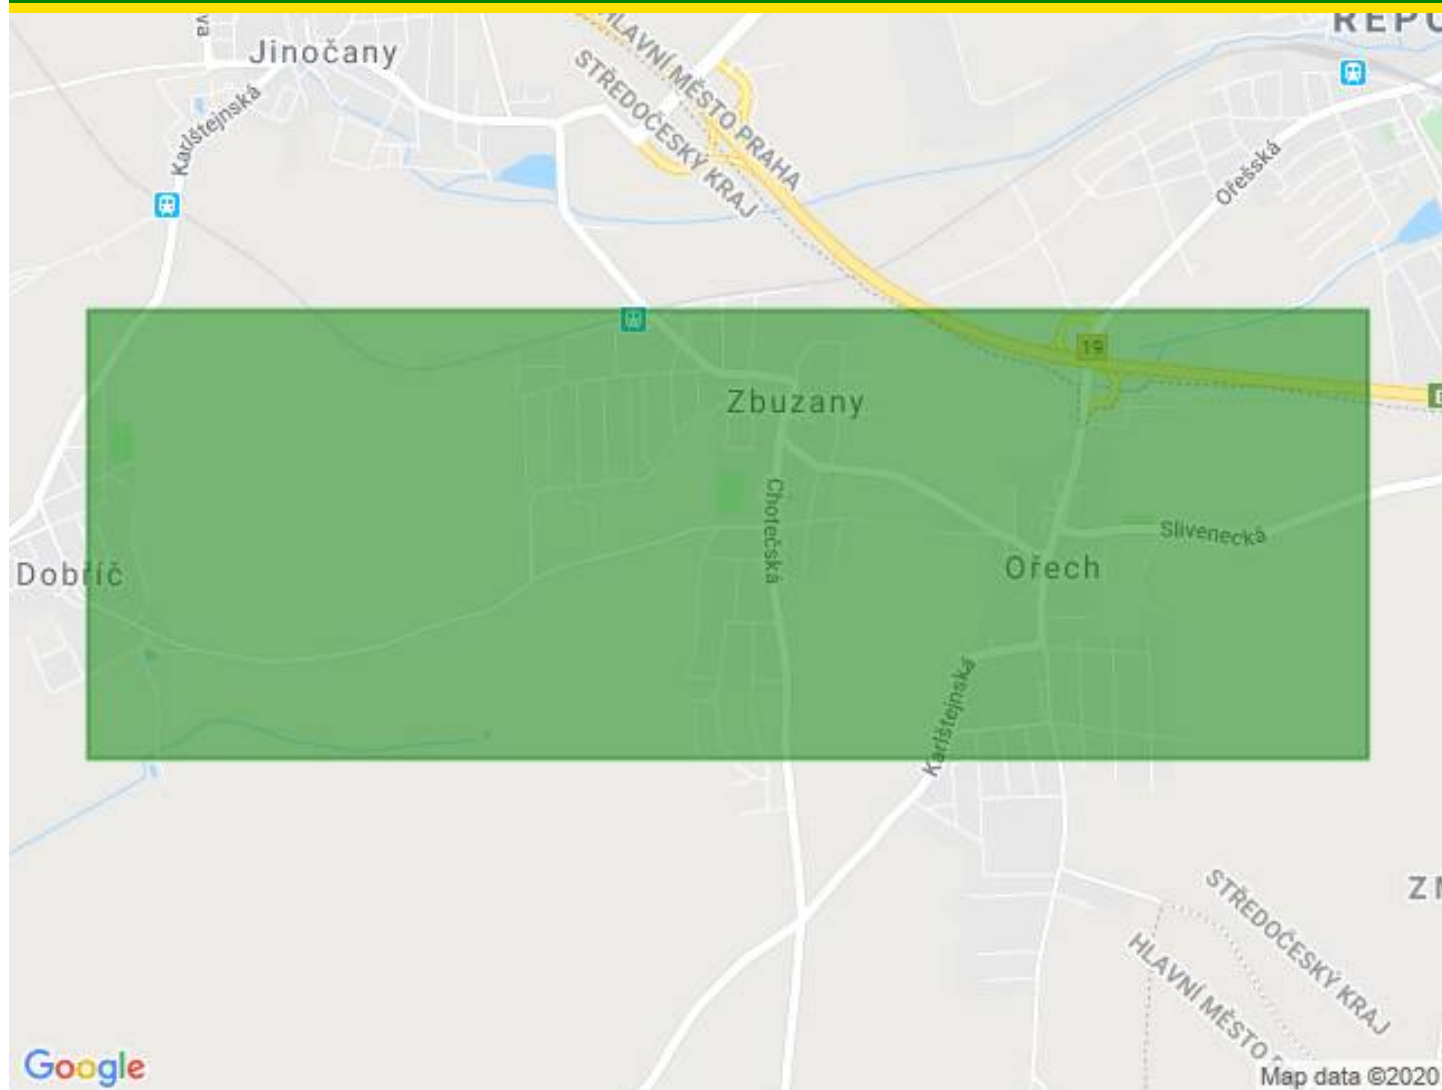 va
Jinočany
HLAVNÍ MĚSTO PRAHA
STŘEDOČESKÝ KRAJ
Karlštejnská
Ořešská
19
Zbuzany
Chotečská
Slivenecká
Ořech
Dobříč
Karlštejnská
STŘEDOČESKÝ KRAJ
HLAVNÍ MĚSTO
Google
Map data ©2020